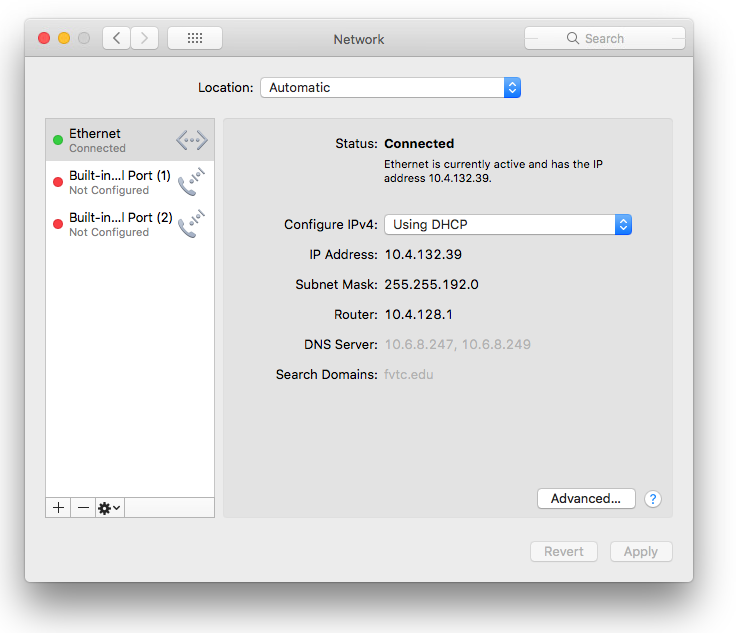 Network
Search
Location: Automatic
Ethernet
Connected
Built-in...l Port (1)
Not Configured
Built-in...l Port (2)
Not Configured
Status: Connected
Ethernet is currently active and has the IP
address 10.4.132.39.
Configure IPv4: Using DHCP
IP Address: 10.4.132.39
Subnet Mask: 255.255.192.0
Router: 10.4.128.1
DNS Server: 10.6.8.247, 10.6.8.249
Search Domains: fvtc.edu
Advanced... ?
Revert Apply